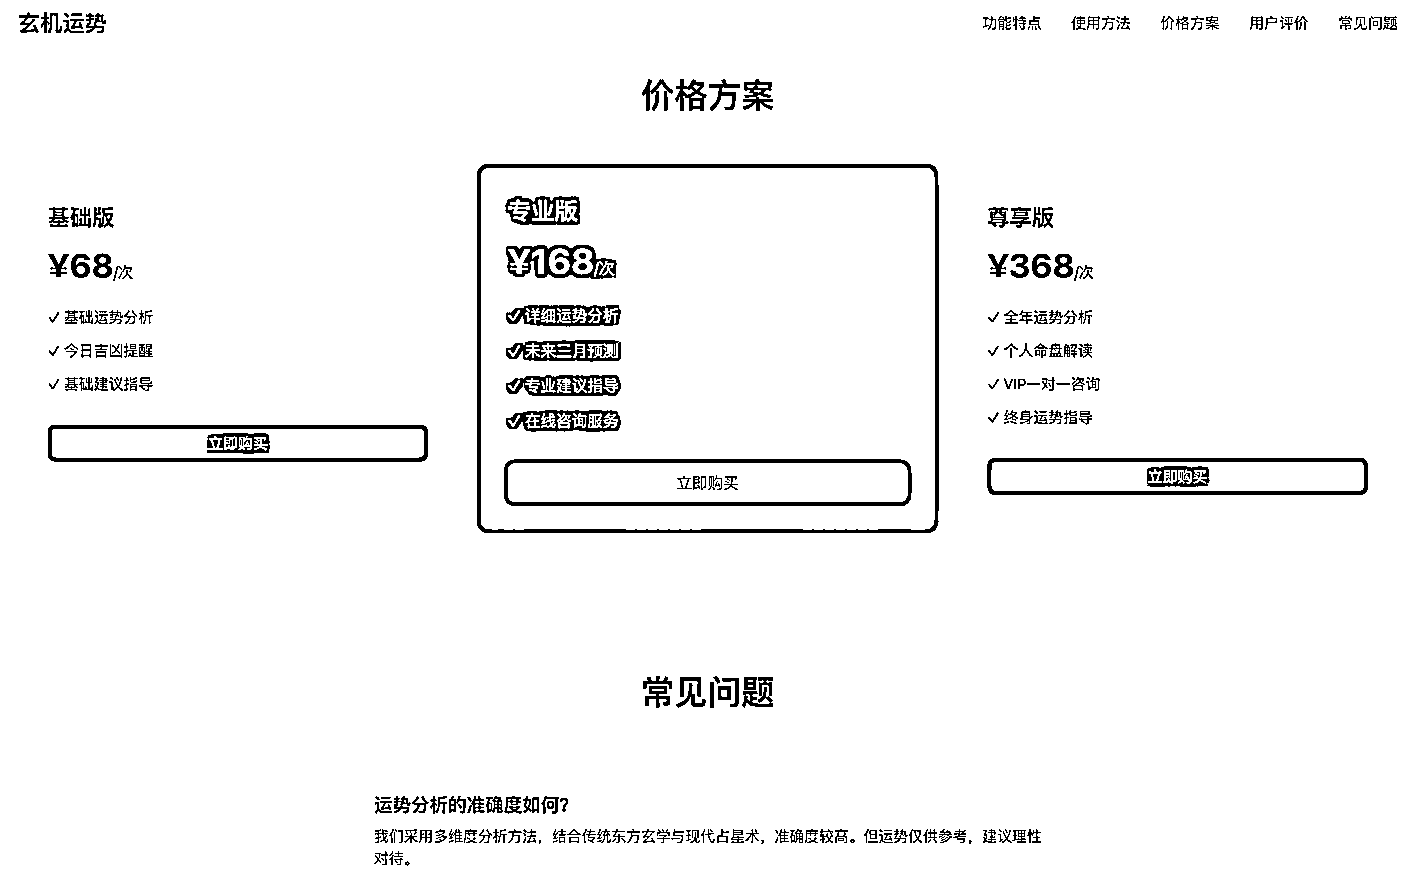 玄机运势
功能特点 使用方法 价格方案 用户评价 常见问题
价格方案
基础版
¥68/次
✓ 基础运势分析
✓ 今日吉凶提醒
✓ 基础建议指导
立即购买
专业版
¥168/次
✓ 详细运势分析
✓ 未来三月预测
✓ 专业建议指导
✓ 在线咨询服务
立即购买
尊享版
¥368/次
✓ 全年运势分析
✓ 个人命盘解读
✓ VIP一对一咨询
✓ 终身运势指导
立即购买
常见问题
运势分析的准确度如何？
我们采用多维度分析方法，结合传统东方玄学与现代占星术，准确度较高。但运势仅供参考，建议理性
对待。